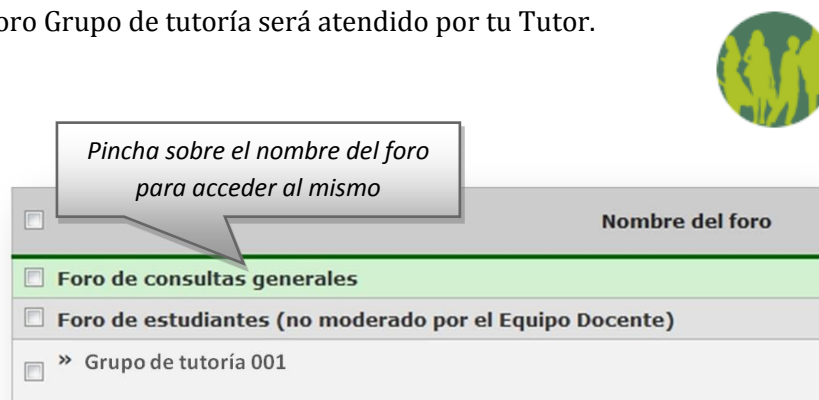 oro Grupo de tutoría será atendido por tu Tutor.
Pincha sobre el nombre del foro
para acceder al mismo
Nombre del foro
Foro de consultas generales
Foro de estudiantes (no moderado por el Equipo Docente)
» Grupo de tutoría 001